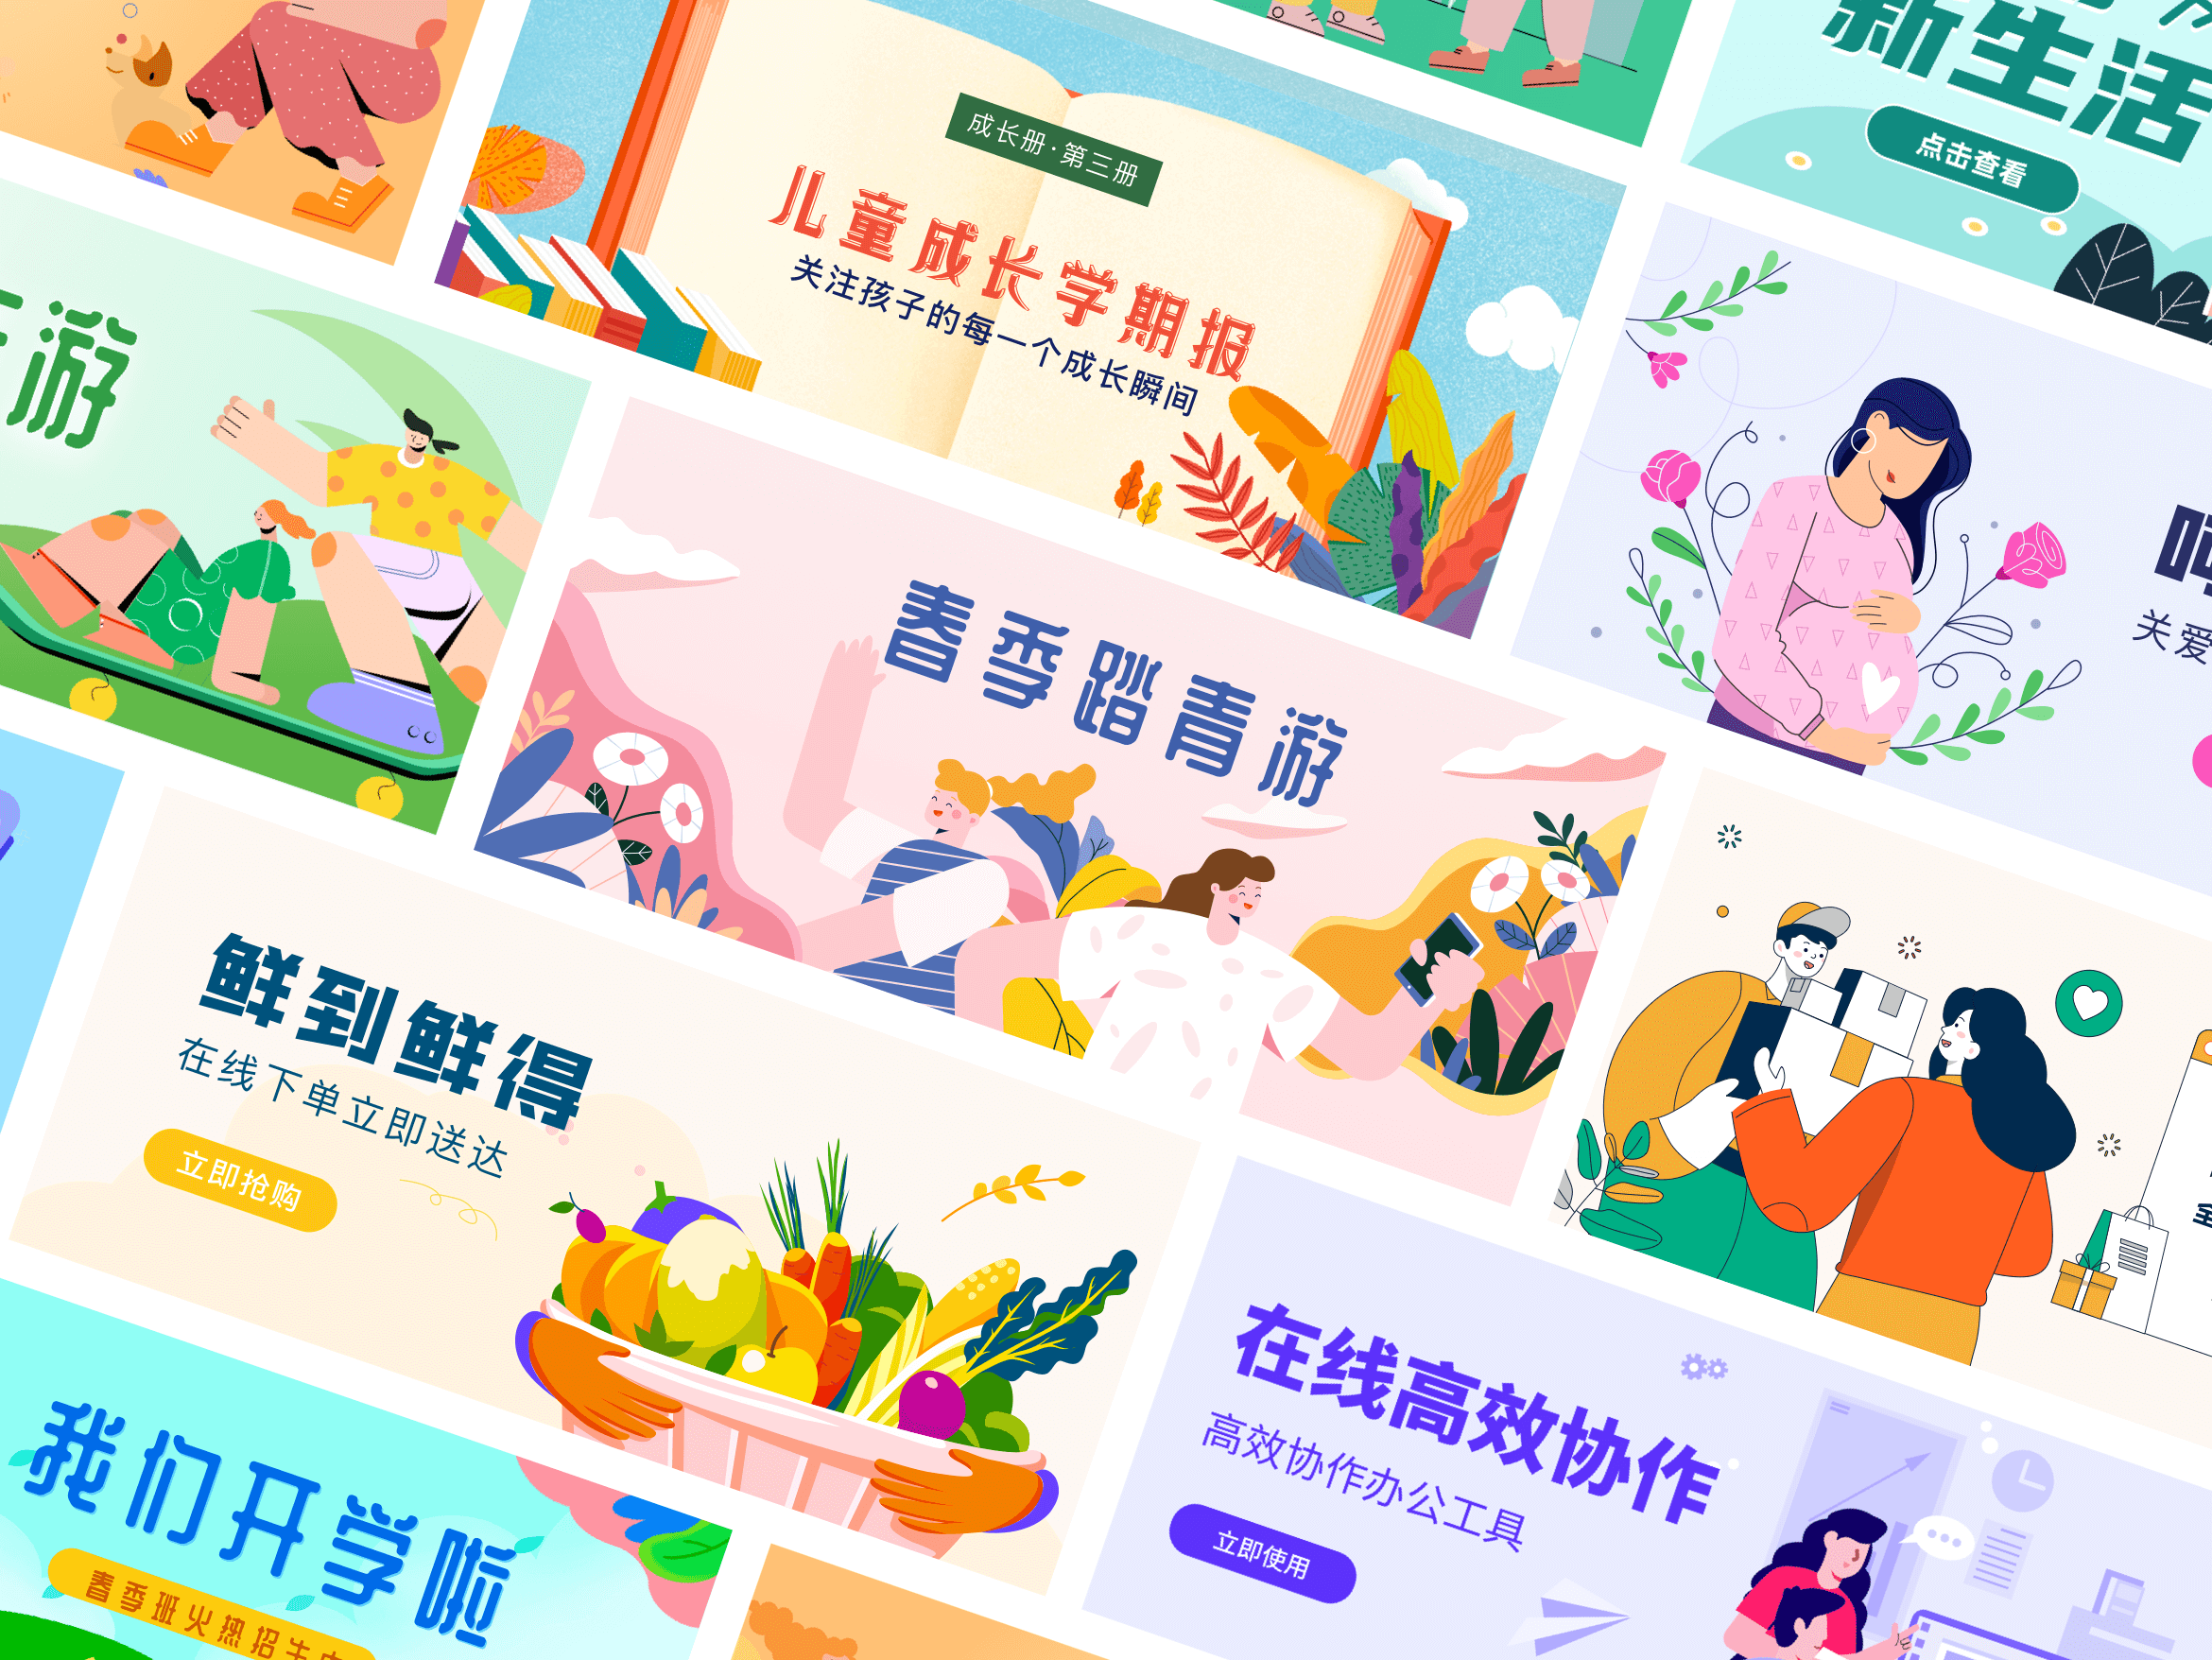 新生活
点击查看
成长册·第三册
儿童成长学期报
关注孩子的每一个成长瞬间
游
关爱
春季踏青游
鲜到鲜得
在线下单立即送达
立即抢购
在线高效协作
高效协作办公工具
立即使用
我们开学啦
春季班火热招生中